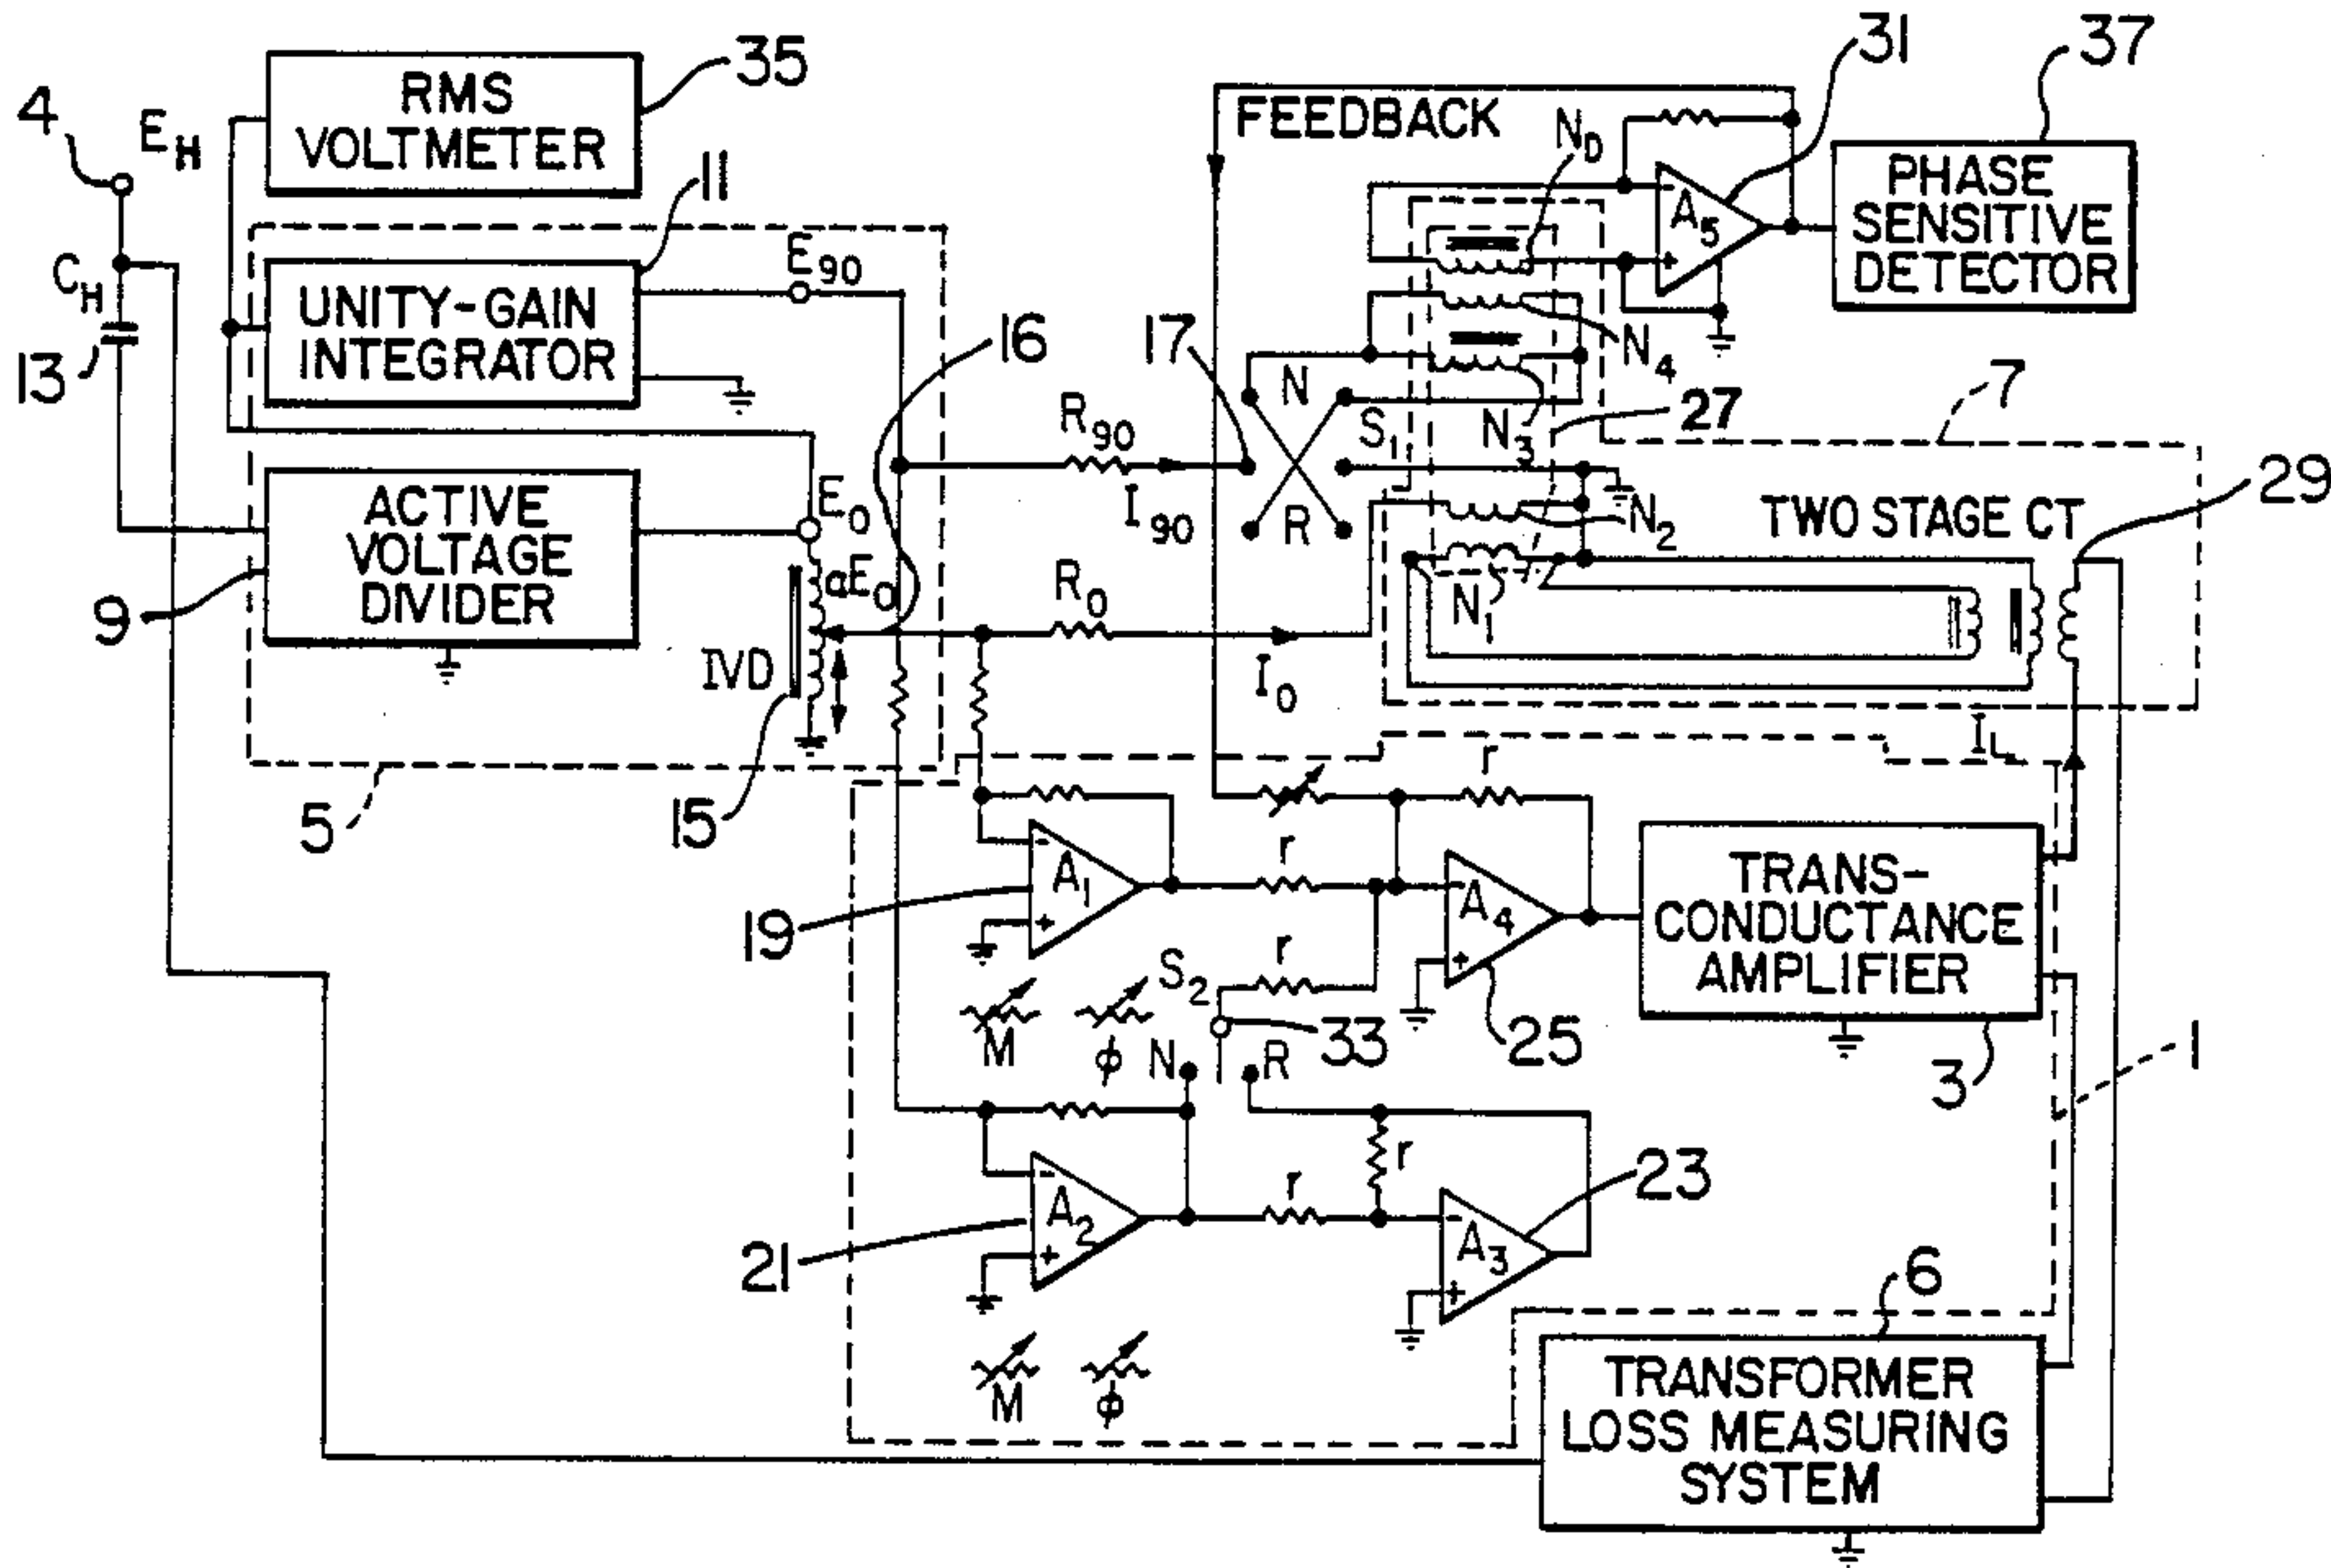 RMS
VOLTMETER
35
4
E_H
FEEDBACK
N_D
31
37
PHASE
SENSITIVE
DETECTOR
A_5
-
+
11
E_90
C_H
13
UNITY-GAIN
INTEGRATOR
16
17
N
N_4
7
R_90
S_1
N_3
27
I_90
R
N_2
TWO STAGE CT
29
ACTIVE
VOLTAGE
DIVIDER
9
E_0
aE_0
R_0
N_1
IVD
I_0
I_L
5
15
r
19
A_1
-
+
r
A_4
-
+
TRANS-
CONDUCTANCE
AMPLIFIER
S_2
r
M
ϕ
N
33
R
25
3
1
r
21
A_2
-
+
r
A_3
-
+
23
6
M
ϕ
TRANSFORMER
LOSS MEASURING
SYSTEM